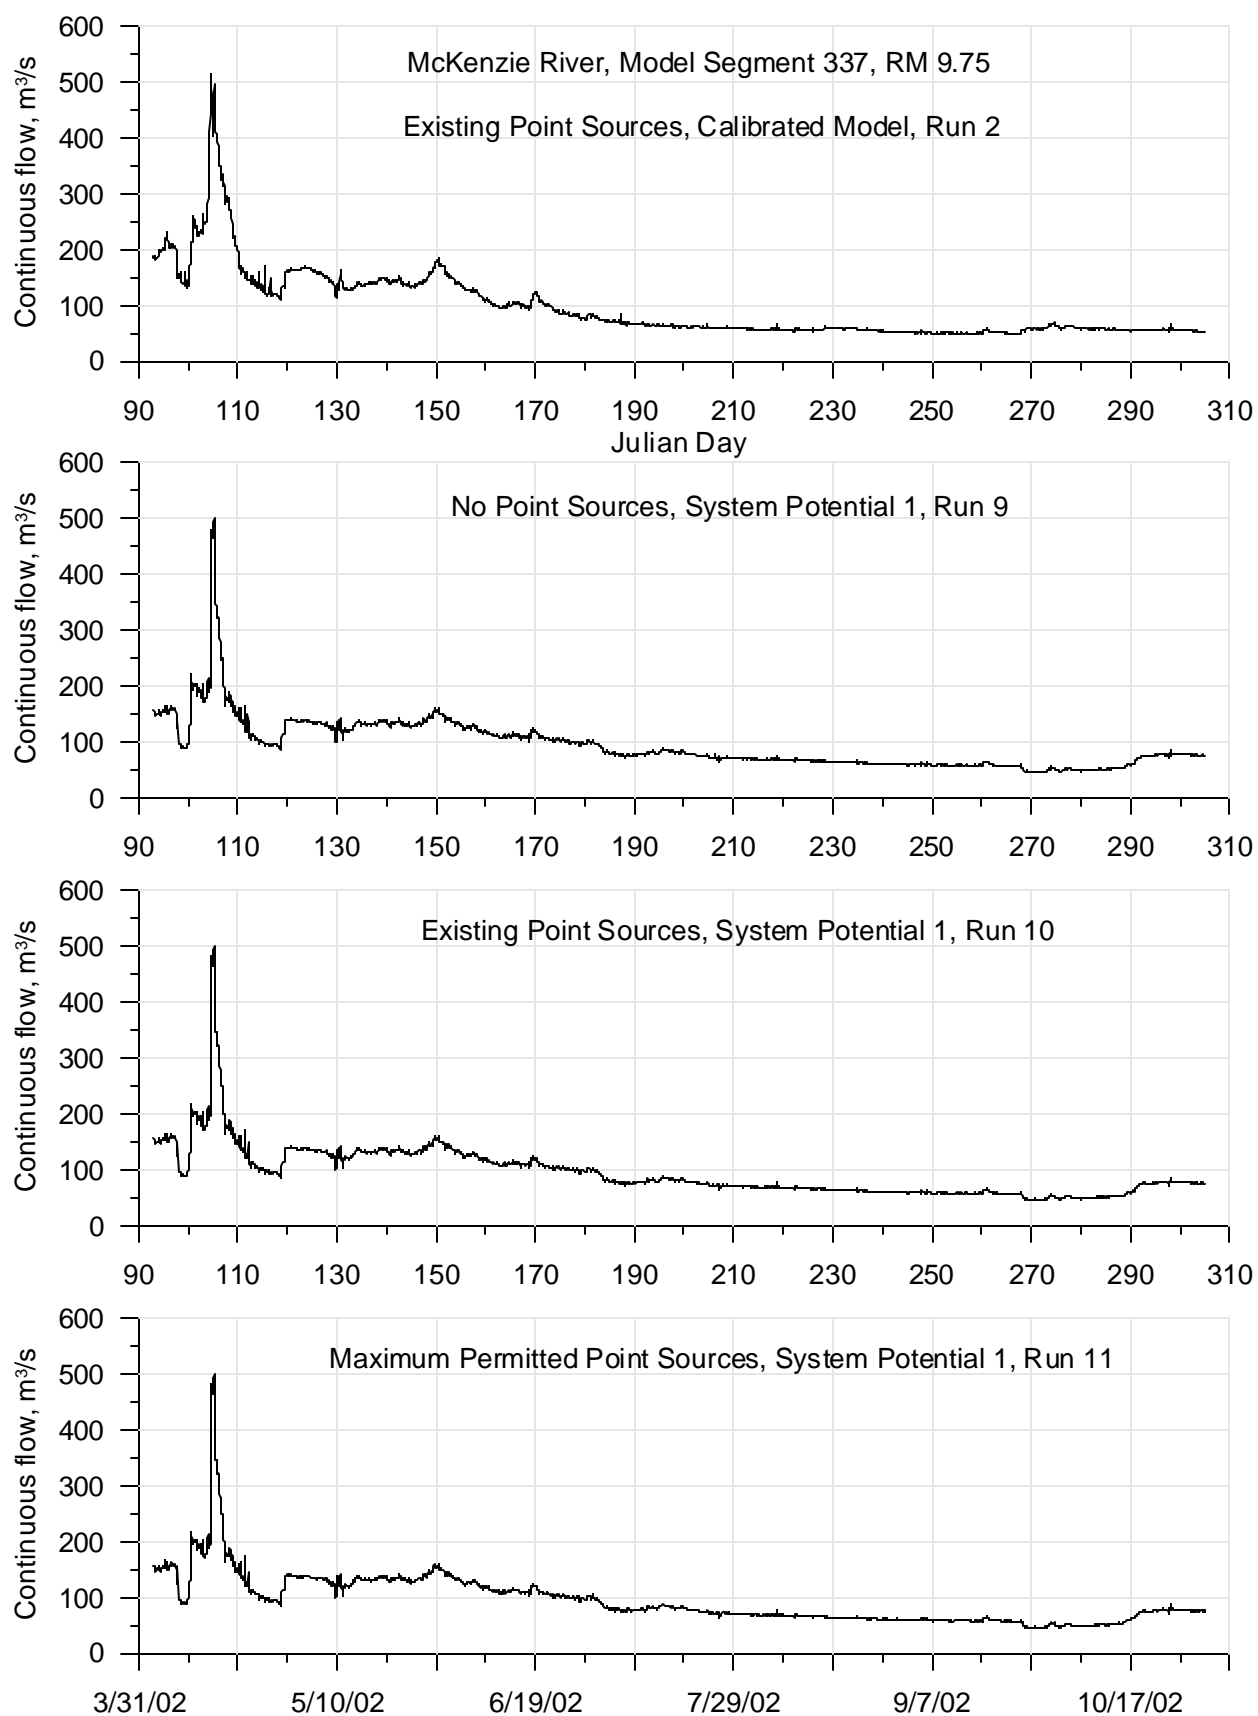 600
McKenzie River, Model Segment 337, RM 9.75
500
Existing Point Sources, Calibrated Model, Run 2
400
300
200
100
0
Continuous flow, m³/s
90 110 130 150 170 190 210 230 250 270 290 310
Julian Day
600
No Point Sources, System Potential 1, Run 9
500
400
300
200
100
0
Continuous flow, m³/s
90 110 130 150 170 190 210 230 250 270 290 310
600
Existing Point Sources, System Potential 1, Run 10
500
400
300
200
100
0
Continuous flow, m³/s
90 110 130 150 170 190 210 230 250 270 290 310
600
Maximum Permitted Point Sources, System Potential 1, Run 11
500
400
300
200
100
0
Continuous flow, m³/s
3/31/02 5/10/02 6/19/02 7/29/02 9/7/02 10/17/02